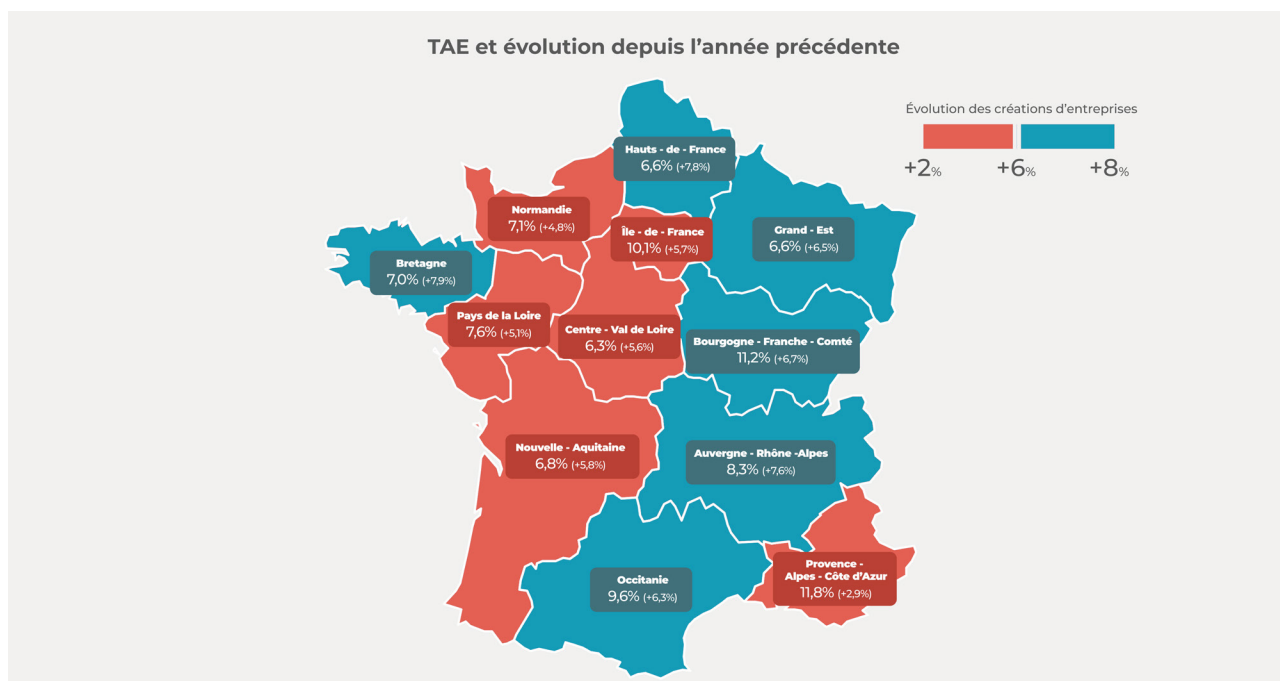 TAE et évolution depuis l'année précédente
Évolution des créations d'entreprises
+2%
+6%
+8%
Hauts - de - France
6,6% (+7,8%)
Normandie
7,1% (+4,8%)
Île - de - France
10,1% (+5,7%)
Grand - Est
6,6% (+6,5%)
Bretagne
7,0% (+7,9%)
Pays de la Loire
7,6% (+5,1%)
Centre - Val de Loire
6,3% (+5,6%)
Bourgogne - Franche - Comté
11,2% (+6,7%)
Nouvelle - Aquitaine
6,8% (+5,8%)
Auvergne - Rhône -Alpes
8,3% (+7,6%)
Occitanie
9,6% (+6,3%)
Provence -
Alpes - Côte d'Azur
11,8% (+2,9%)